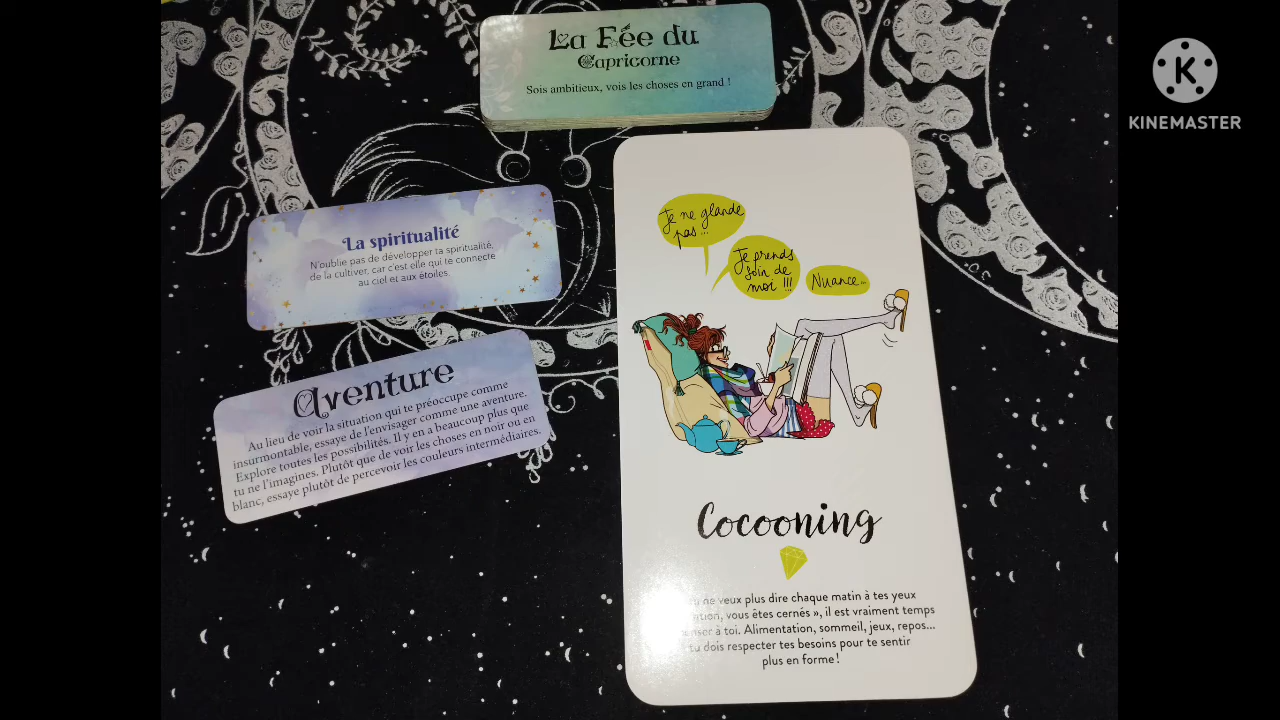 La Fée du
Capricorne
Sois ambitieux, vois les choses en grand !
KINEMASTER
La spiritualité
N'oublie pas de développer ta spiritualité,
de la cultiver, car c'est elle qui te connecte
au ciel et aux étoiles.
Aventure
Au lieu de voir la situation qui te préoccupe comme
insurmontable, essaye de l'envisager comme une aventure.
Explore toutes les possibilités. Il y en a beaucoup plus que
tu ne l'imagines. Plutôt que de voir les choses en noir ou en
blanc, essaye plutôt de percevoir les couleurs intermédiaires.
Je ne glande
pas...
Je prends
soin de
moi !!!
Nuance...
Cocooning
ne veux plus dire chaque matin à tes yeux
vous êtes cernés », il est vraiment temps
à toi. Alimentation, sommeil, jeux, repos...
tu dois respecter tes besoins pour te sentir
plus en forme !